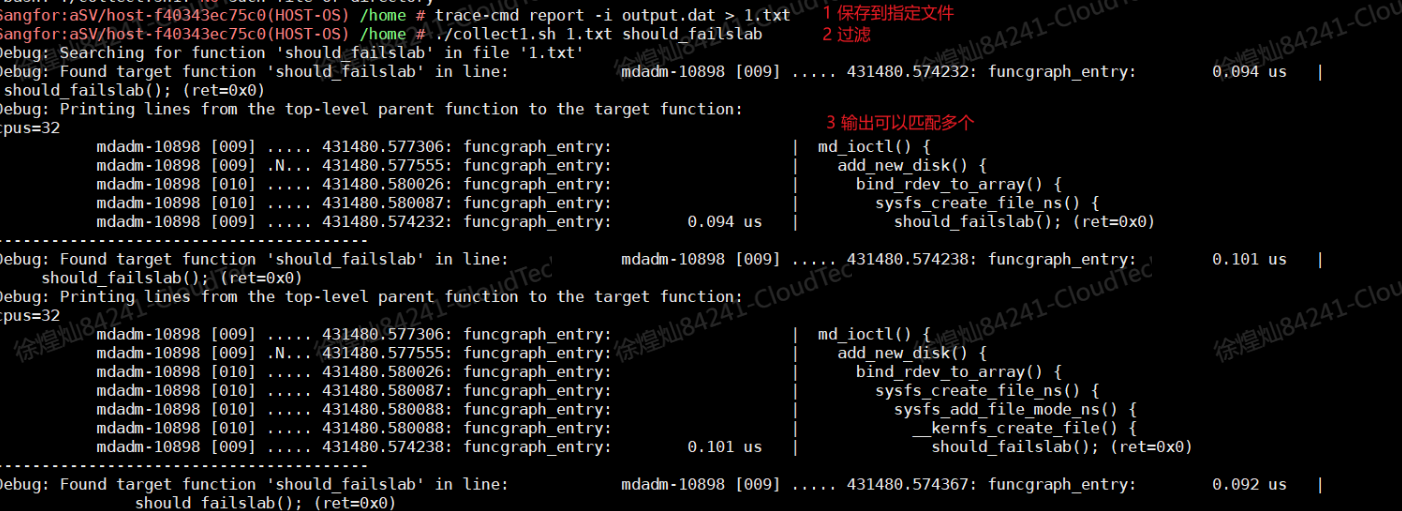 Sangfor:aSV/host-f40343ec75c0(HOST-OS) /home # trace-cmd report -i output.dat > 1.txt 1 保存到指定文件
Sangfor:aSV/host-f40343ec75c0(HOST-OS) /home # ./collect1.sh 1.txt should_failslab 2 过滤
Debug: Searching for function 'should_failslab' in file '1.txt'
Debug: Found target function 'should_failslab' in line: mdadm-10898 [009] ..... 431480.574232: funcgraph_entry: 0.094 us |
should_failslab(); (ret=0x0)
Debug: Printing lines from the top-level parent function to the target function:
cpus=32 3 输出可以匹配多个
mdadm-10898 [009] ..... 431480.577306: funcgraph_entry: | md_ioctl() {
mdadm-10898 [009] .N... 431480.577555: funcgraph_entry: | add_new_disk() {
mdadm-10898 [010] ..... 431480.580026: funcgraph_entry: | bind_rdev_to_array() {
mdadm-10898 [010] ..... 431480.580087: funcgraph_entry: | sysfs_create_file_ns() {
mdadm-10898 [009] ..... 431480.574232: funcgraph_entry: 0.094 us | should_failslab(); (ret=0x0)
----------------------------------------
Debug: Found target function 'should_failslab' in line: mdadm-10898 [009] ..... 431480.574238: funcgraph_entry: 0.101 us |
should_failslab(); (ret=0x0)
Debug: Printing lines from the top-level parent function to the target function:
cpus=32
mdadm-10898 [009] ..... 431480.577306: funcgraph_entry: | md_ioctl() {
mdadm-10898 [009] .N... 431480.577555: funcgraph_entry: | add_new_disk() {
mdadm-10898 [010] ..... 431480.580026: funcgraph_entry: | bind_rdev_to_array() {
mdadm-10898 [010] ..... 431480.580087: funcgraph_entry: | sysfs_create_file_ns() {
mdadm-10898 [010] ..... 431480.580088: funcgraph_entry: | sysfs_add_file_mode_ns() {
mdadm-10898 [010] ..... 431480.580088: funcgraph_entry: | __kernfs_create_file() {
mdadm-10898 [009] ..... 431480.574238: funcgraph_entry: 0.101 us | should_failslab(); (ret=0x0)
----------------------------------------
Debug: Found target function 'should_failslab' in line: mdadm-10898 [009] ..... 431480.574367: funcgraph_entry: 0.092 us |
should_failslab(); (ret=0x0)
徐煌灿84241-CloudTec